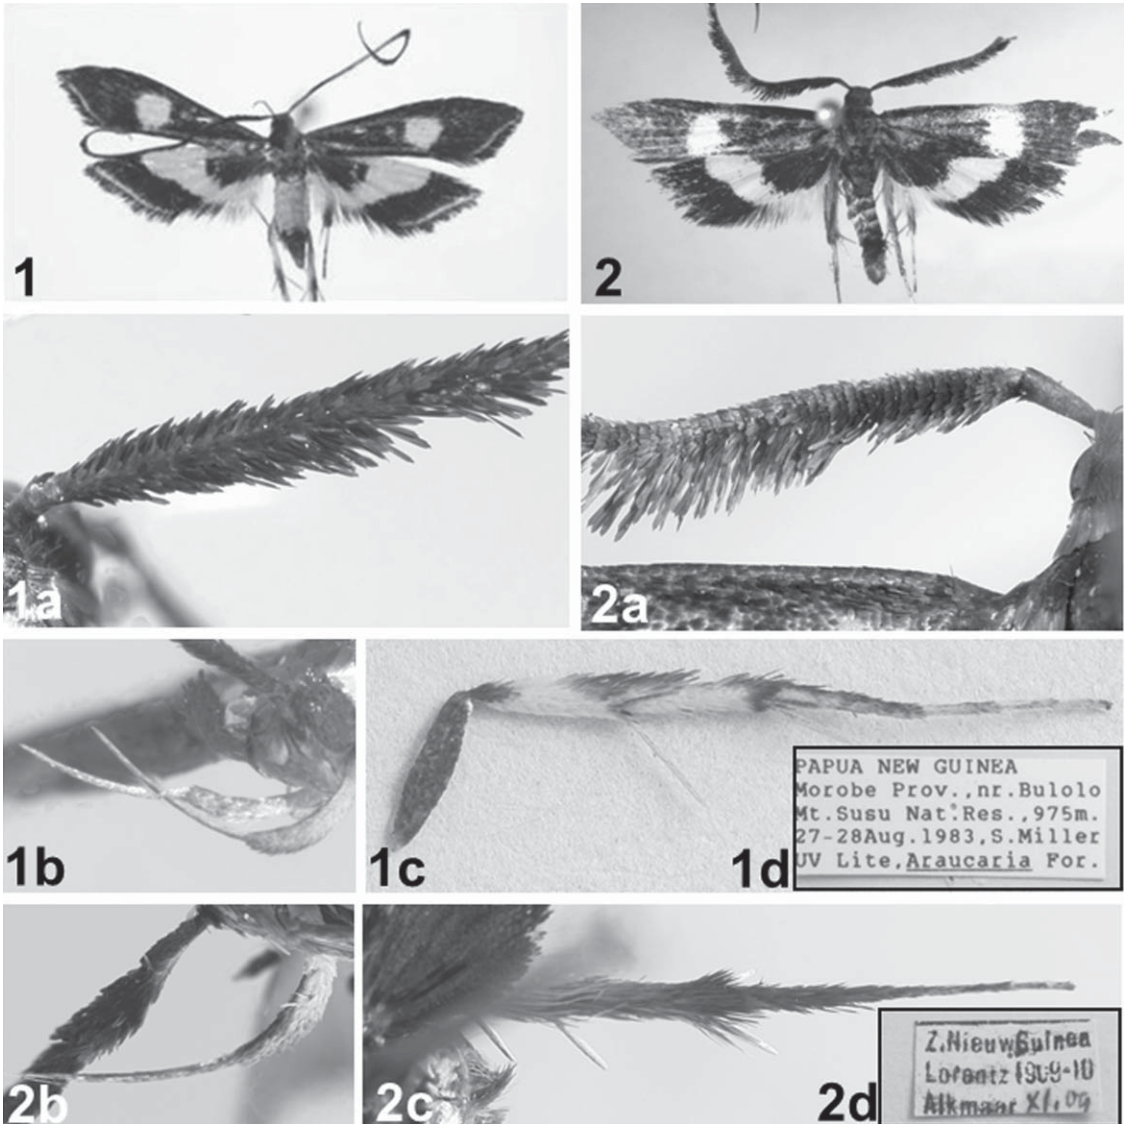 1
2
1a
2a
1b
1c
1d
PAPUA NEW GUINEA
Morobe Prov.,nr.Bulolo
Mt.Susu Nat.Res.,975m.
27-28Aug.1983,S.Miller
UV Lite,Araucaria For.
2b
2c
2d
Z.Nieuw Guinea
Lorentz 1909-10
Alkmaar XI.09